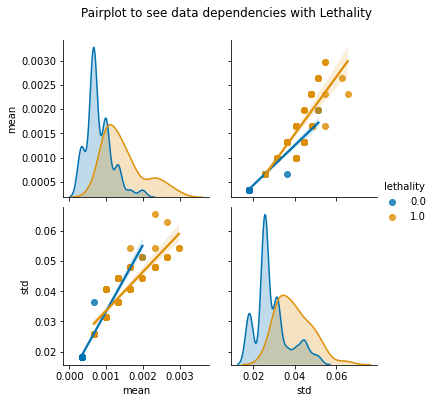 Pairplot to see data dependencies with Lethality
0.0030
0.0025
0.0020
0.0015
0.0010
0.0005
mean
lethality
0.0
1.0
0.06
0.05
0.04
0.03
0.02
std
0.000 0.001 0.002 0.003
mean
0.02 0.04 0.06
std